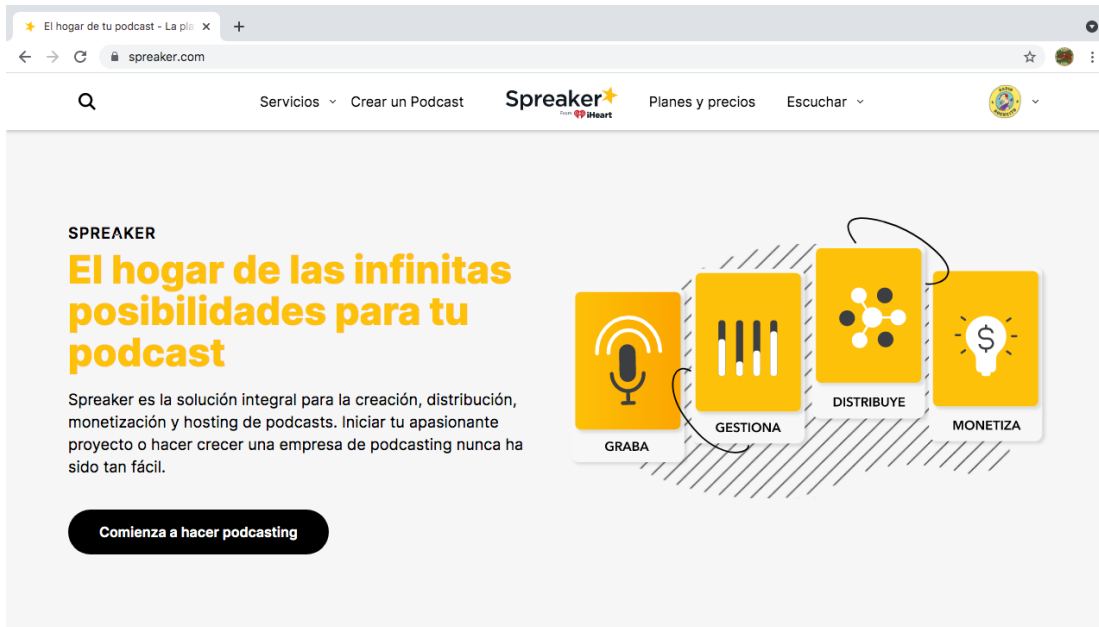 El hogar de tu podcast - La pla
spreaker.com
Servicios
Crear un Podcast
Spreaker
From iHeart
Planes y precios
Escuchar
SPREAKER
El hogar de las infinitas
posibilidades para tu
podcast
Spreaker es la solución integral para la creación, distribución,
monetización y hosting de podcasts. Iniciar tu apasionante
proyecto o hacer crecer una empresa de podcasting nunca ha
sido tan fácil.
Comienza a hacer podcasting
GRABA
GESTIONA
DISTRIBUYE
$
MONETIZA